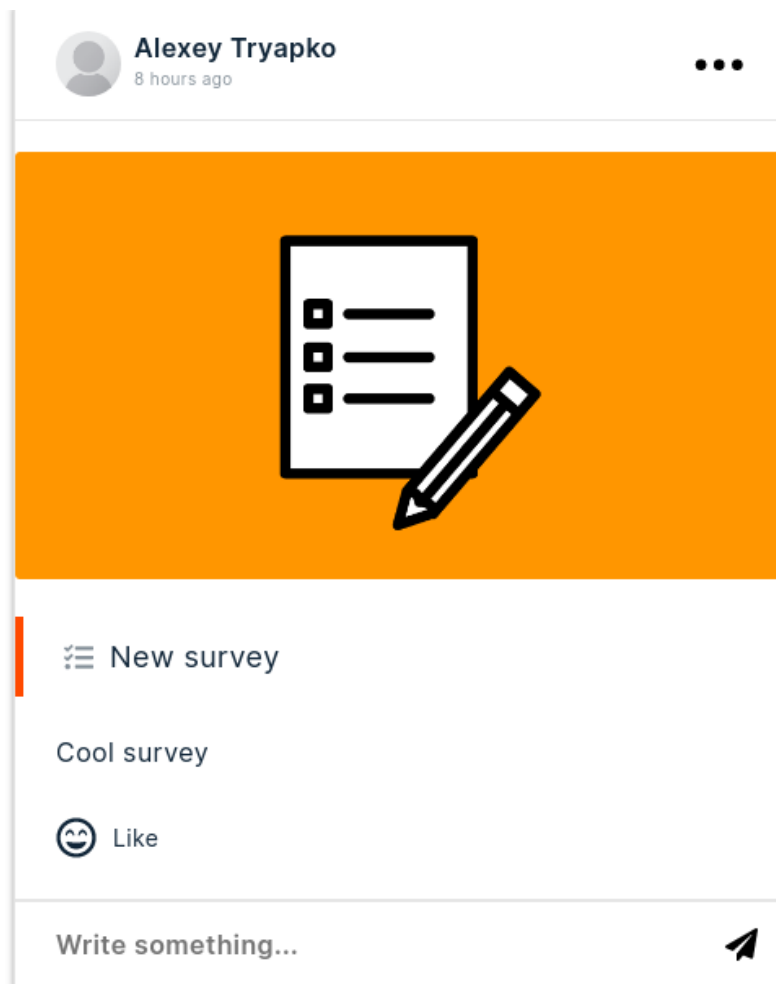 Alexey Tryapko
8 hours ago
New survey
Cool survey
Like
Write something...